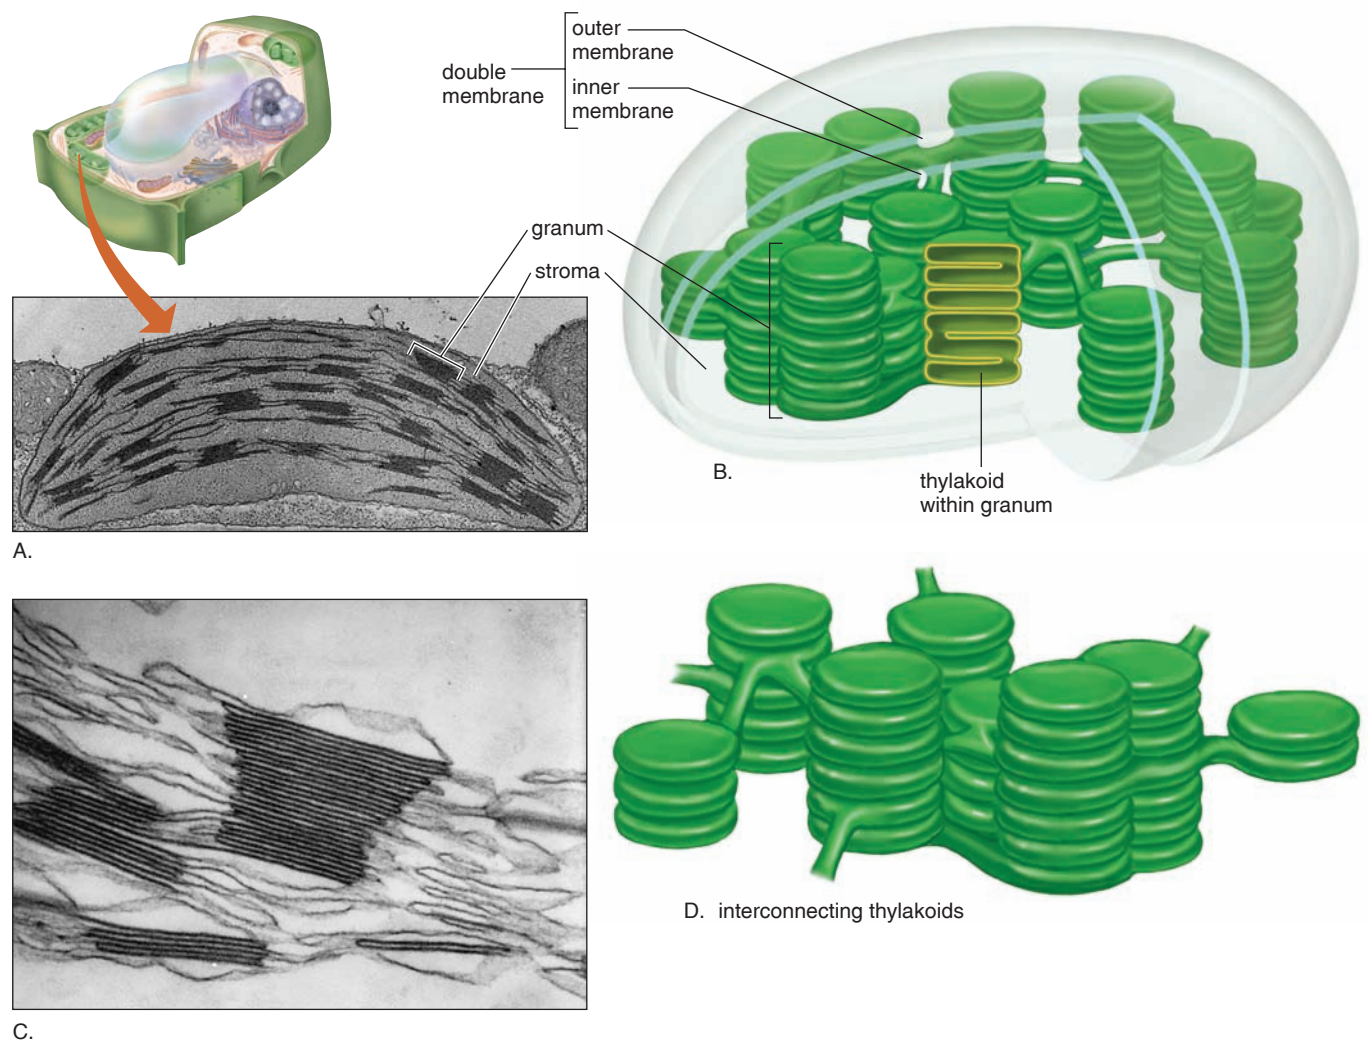 outer
membrane
double
membrane
inner
membrane
granum
stroma
B.
thylakoid
within granum
A.
D. interconnecting thylakoids
C.